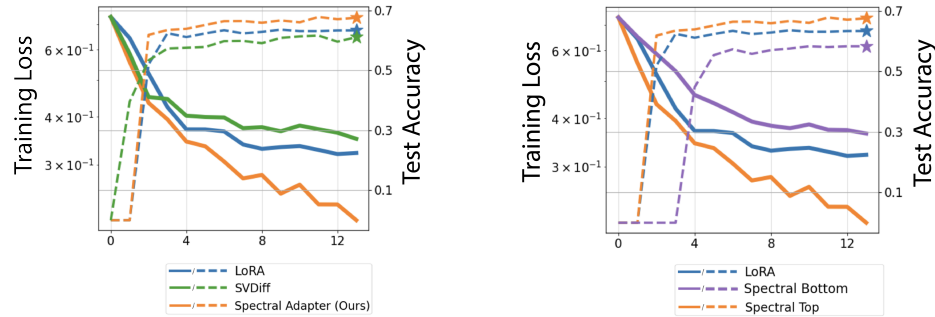 Training Loss
6 × 10⁻¹
4 × 10⁻¹
3 × 10⁻¹
0.7
0.5
0.3
0.1
Test Accuracy
0 4 8 12
/ LoRA
/ SVDiff
/ Spectral Adapter (Ours)
Training Loss
6 × 10⁻¹
4 × 10⁻¹
3 × 10⁻¹
0.7
0.5
0.3
0.1
Test Accuracy
0 4 8 12
/ LoRA
/ Spectral Bottom
/ Spectral Top